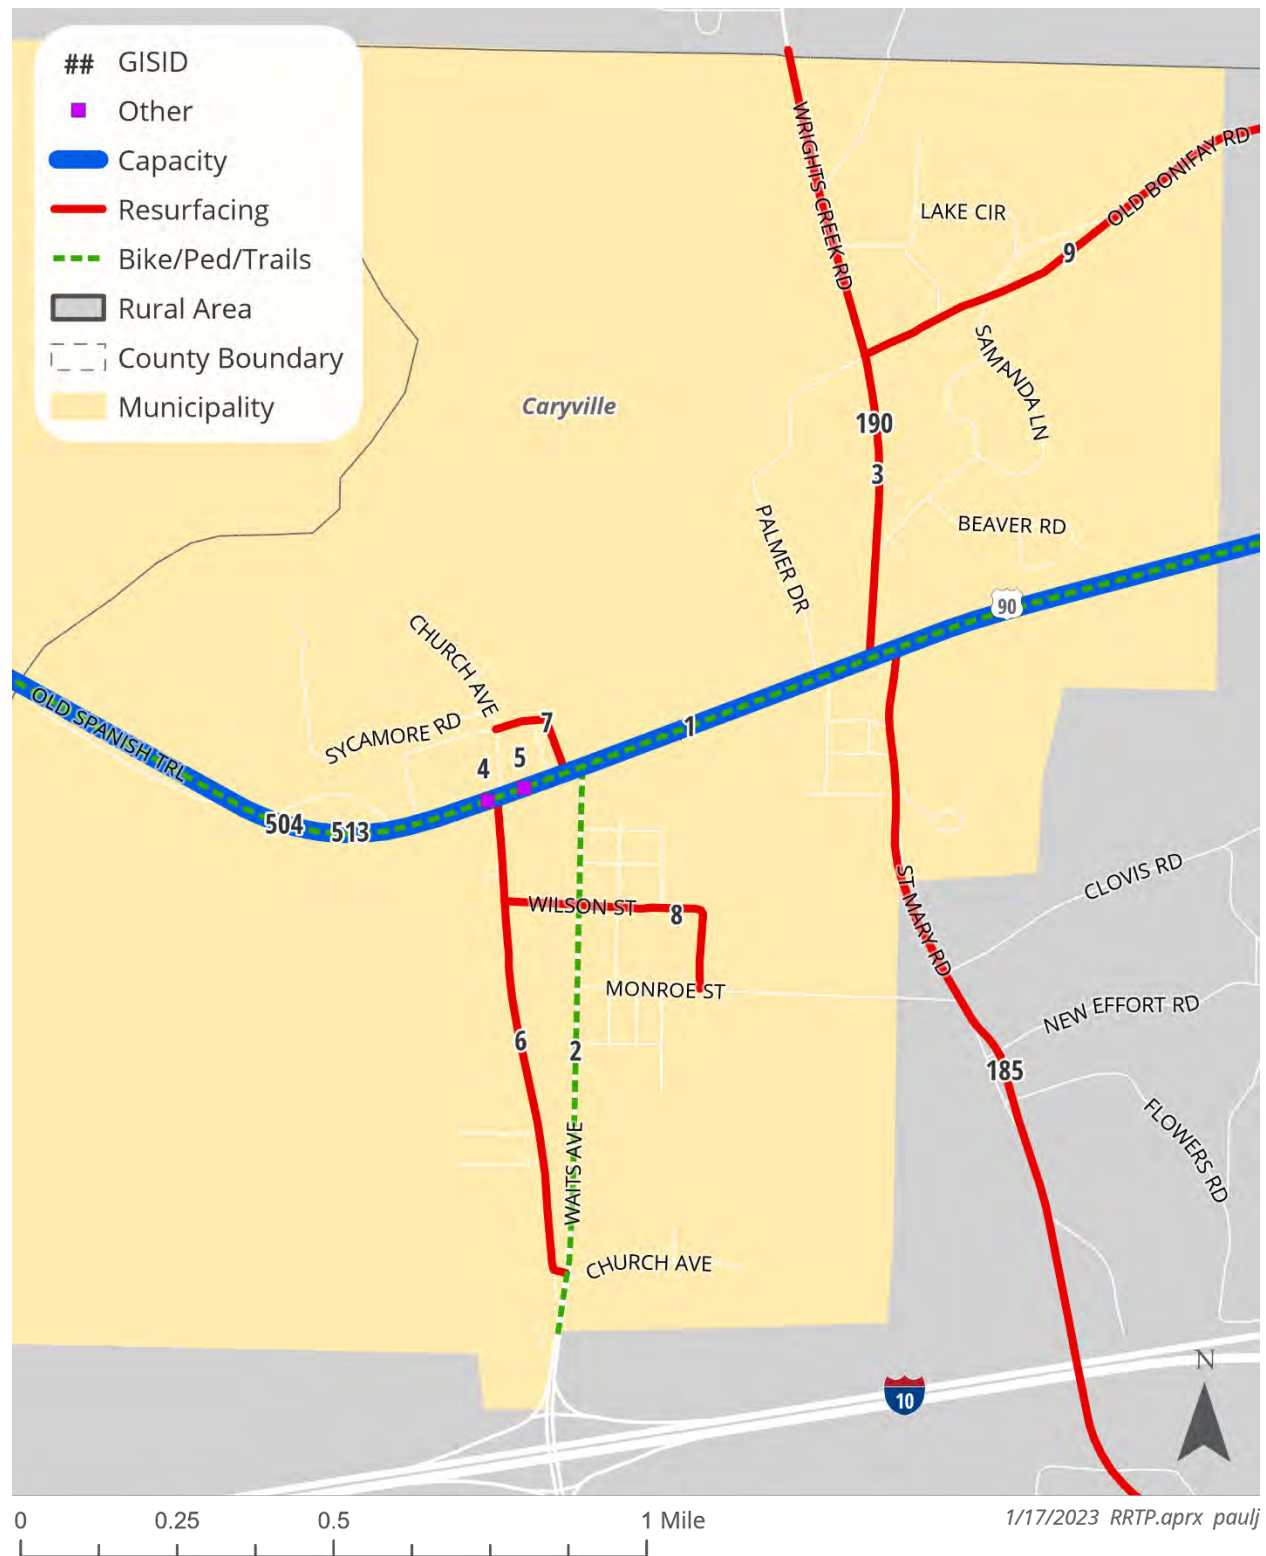 ## GISID
Other
Capacity
Resurfacing
Bike/Ped/Trails
Rural Area
County Boundary
Municipality
WRIGHTS CREEK RD
OLD BONIFAY RD
LAKE CIR
9
SAMANDA LN
Caryville
190
3
PALMER DR
BEAVER RD
90
CHURCH AVE
OLD SPANISH TRL
SYCAMORE RD
7
1
4
5
504
513
CLOVIS RD
ST MARY RD
WILSON ST
8
MONROE ST
NEW EFFORT RD
6
2
185
FLOWERS RD
WAITS AVE
CHURCH AVE
N
10
0 0.25 0.5 1 Mile
1/17/2023 RRTP.aprx paulj